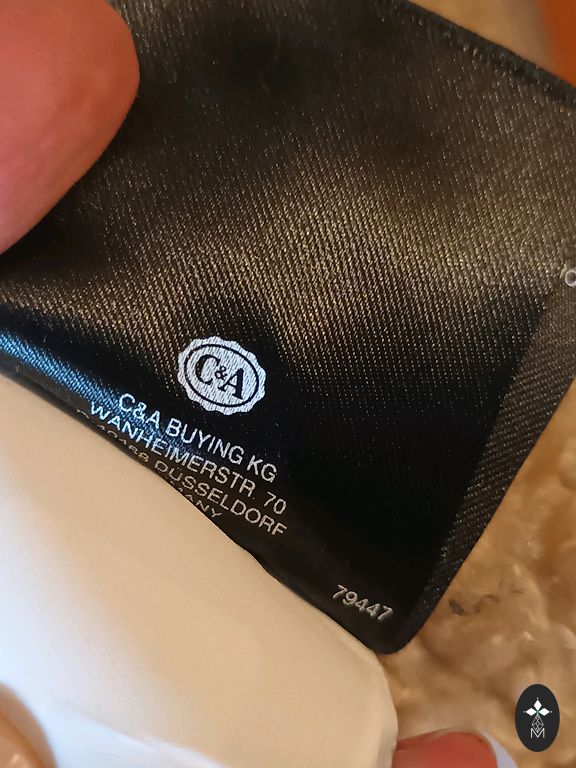 C&A
C&A BUYING KG
WANHEIMERSTR. 70
DUSSELDORF
79447